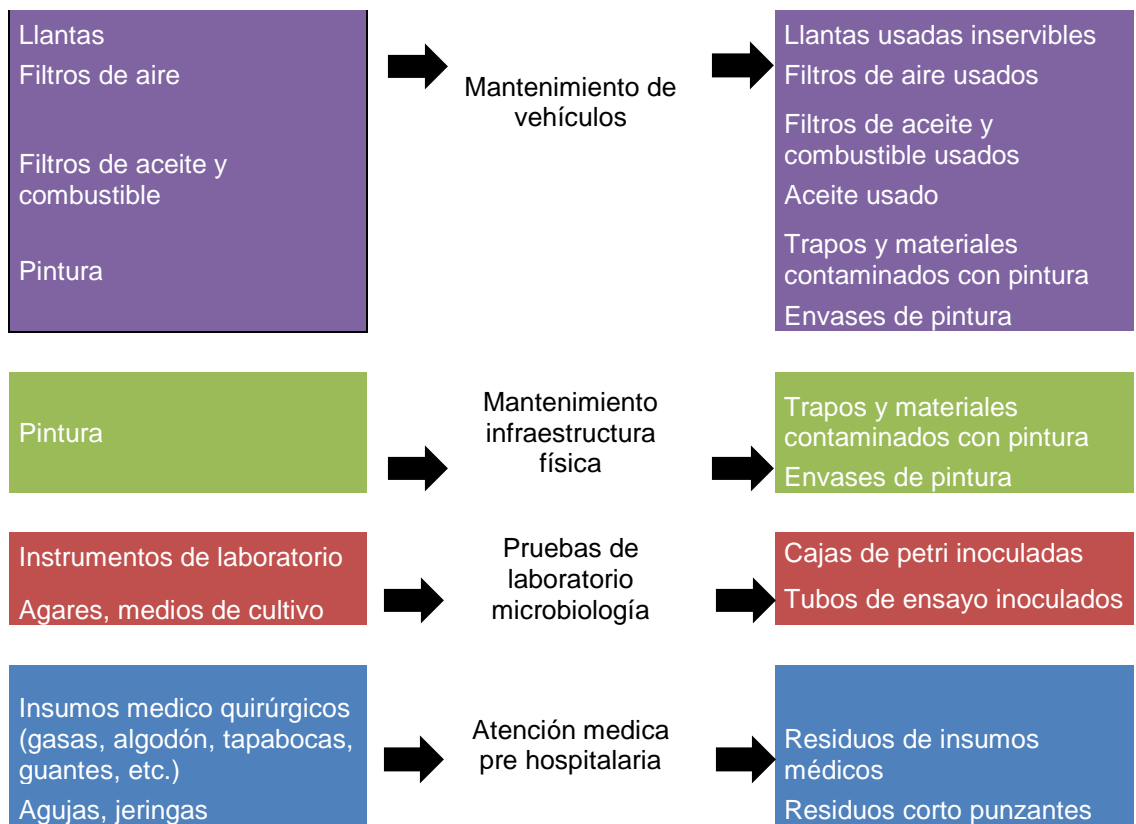 Llantas
Filtros de aire
Filtros de aceite y
combustible
Pintura
Mantenimiento de
vehículos
Llantas usadas inservibles
Filtros de aire usados
Filtros de aceite y
combustible usados
Aceite usado
Trapos y materiales
contaminados con pintura
Envases de pintura
Pintura
Mantenimiento
infraestructura
física
Trapos y materiales
contaminados con pintura
Envases de pintura
Instrumentos de laboratorio
Agares, medios de cultivo
Pruebas de
laboratorio
microbiología
Cajas de petri inoculadas
Tubos de ensayo inoculados
Insumos medico quirúrgicos
(gasas, algodón, tapabocas,
guantes, etc.)
Agujas, jeringas
Atención medica
pre hospitalaria
Residuos de insumos
médicos
Residuos corto punzantes